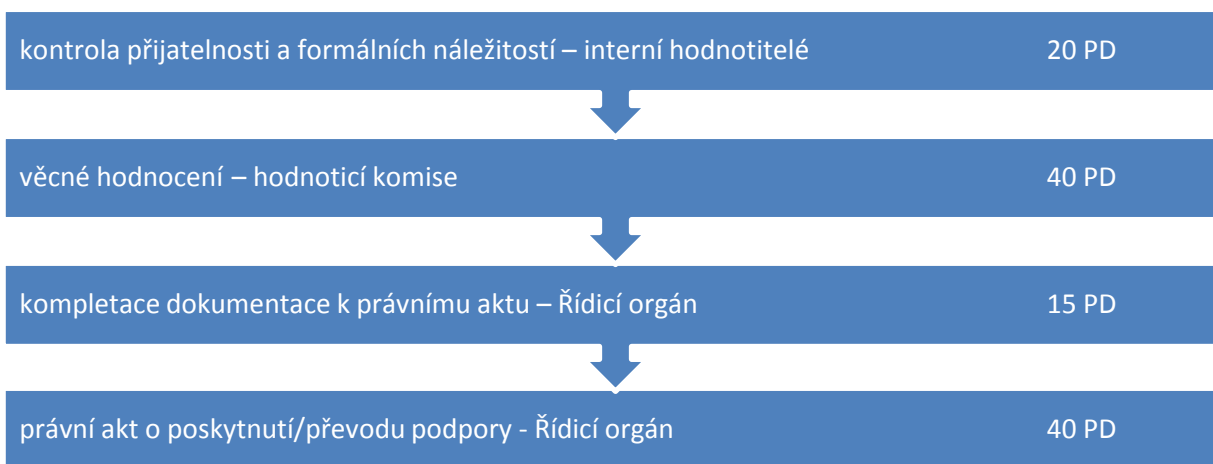 kontrola přijatelnosti a formálních náležitostí – interní hodnotitelé 20 PD
věcné hodnocení – hodnoticí komise 40 PD
kompletace dokumentace k právnímu aktu – Řídicí orgán 15 PD
právní akt o poskytnutí/převodu podpory - Řídicí orgán 40 PD